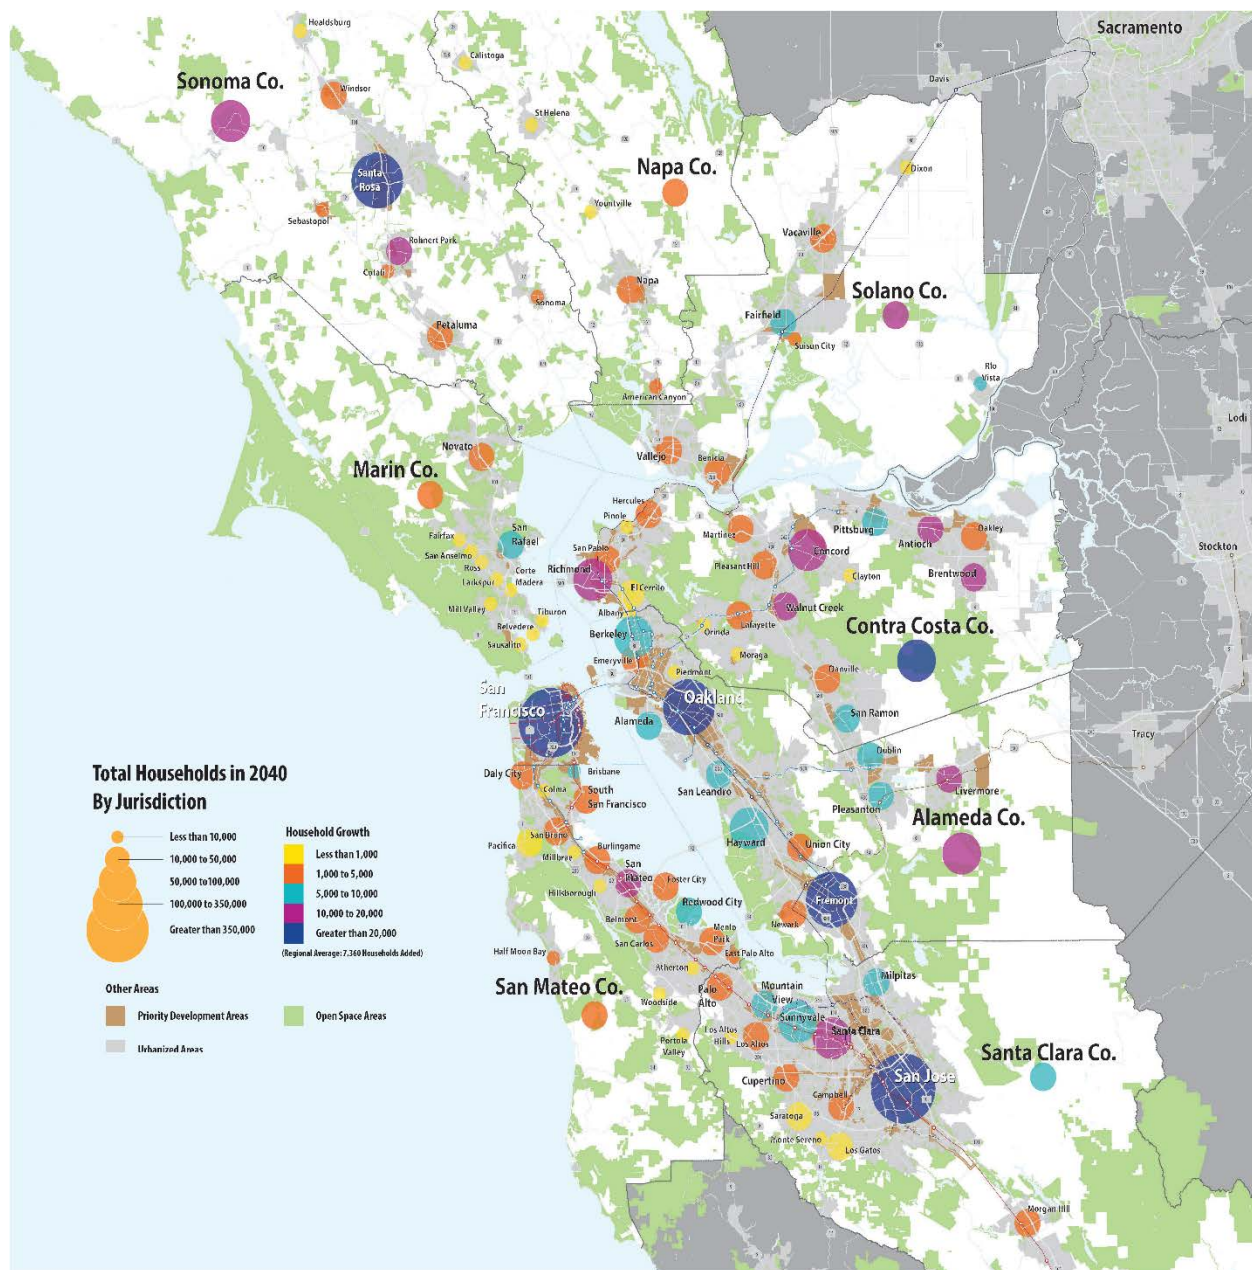 Sacramento
Healdsburg
Calistoga
Davis
Sonoma Co.
Windsor
St Helena
Napa Co.
Dixon
Santa
Rosa
Yountville
Sebastopol
Vacaville
Rohnert Park
Cotati
Napa
Solano Co.
Sonoma
Fairfield
Petaluma
Suisun City
Rio
Vista
American Canyon
Lodi
Novato
Vallejo
Benicia
Marin Co.
Hercules
Pinole
San
Rafael
Martinez
Pittsburg
Antioch
Oakley
Stockton
Fairfax
San Anselmo
Ross
San Pablo
Concord
Richmond
Pleasant Hill
Corte
Madera
Larkspur
Clayton
Brentwood
El Cerrito
Mill Valley
Walnut Creek
Tiburon
Albany
Lafayette
Belvedere
Berkeley
Orinda
Contra Costa Co.
Sausalito
Moraga
Emeryville
Piedmont
Danville
San
Francisco
Oakland
San Ramon
Alameda
Tracy
Dublin
Daly City
Brisbane
Colma
South
San Francisco
San Leandro
Livermore
Pleasanton
Alameda Co.
San Bruno
Pacifica
Millbrae
Burlingame
Hayward
Union City
San
Mateo
Foster City
Hillsborough
Redwood City
Fremont
Belmont
Newark
San Carlos
Menlo
Park
East Palo Alto
Half Moon Bay
Atherton
San Mateo Co.
Palo
Alto
Mountain
View
Milpitas
Woodside
Sunnyvale
Santa Clara
Los Altos
Hills
Los Altos
Portola
Valley
Santa Clara Co.
Cupertino
San Jose
Campbell
Saratoga
Monte Sereno
Los Gatos
Morgan Hill
Total Households in 2040
By Jurisdiction
Less than 10,000
10,000 to 50,000
50,000 to100,000
100,000 to 350,000
Greater than 350,000
Household Growth
Less than 1,000
1,000 to 5,000
5,000 to 10,000
10,000 to 20,000
Greater than 20,000
(Regional Average: 7,360 Households Added)
Other Areas
Priority Development Areas
Open Space Areas
Urbanized Areas